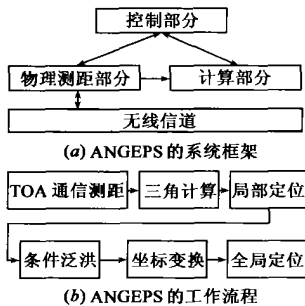 控制部分
物理测距部分
计算部分
无线信道
(a) ANGEPS 的系统框架
TOA 通信测距
三角计算
局部定位
条件泛洪
坐标变换
全局定位
(b) ANGEPS 的工作流程